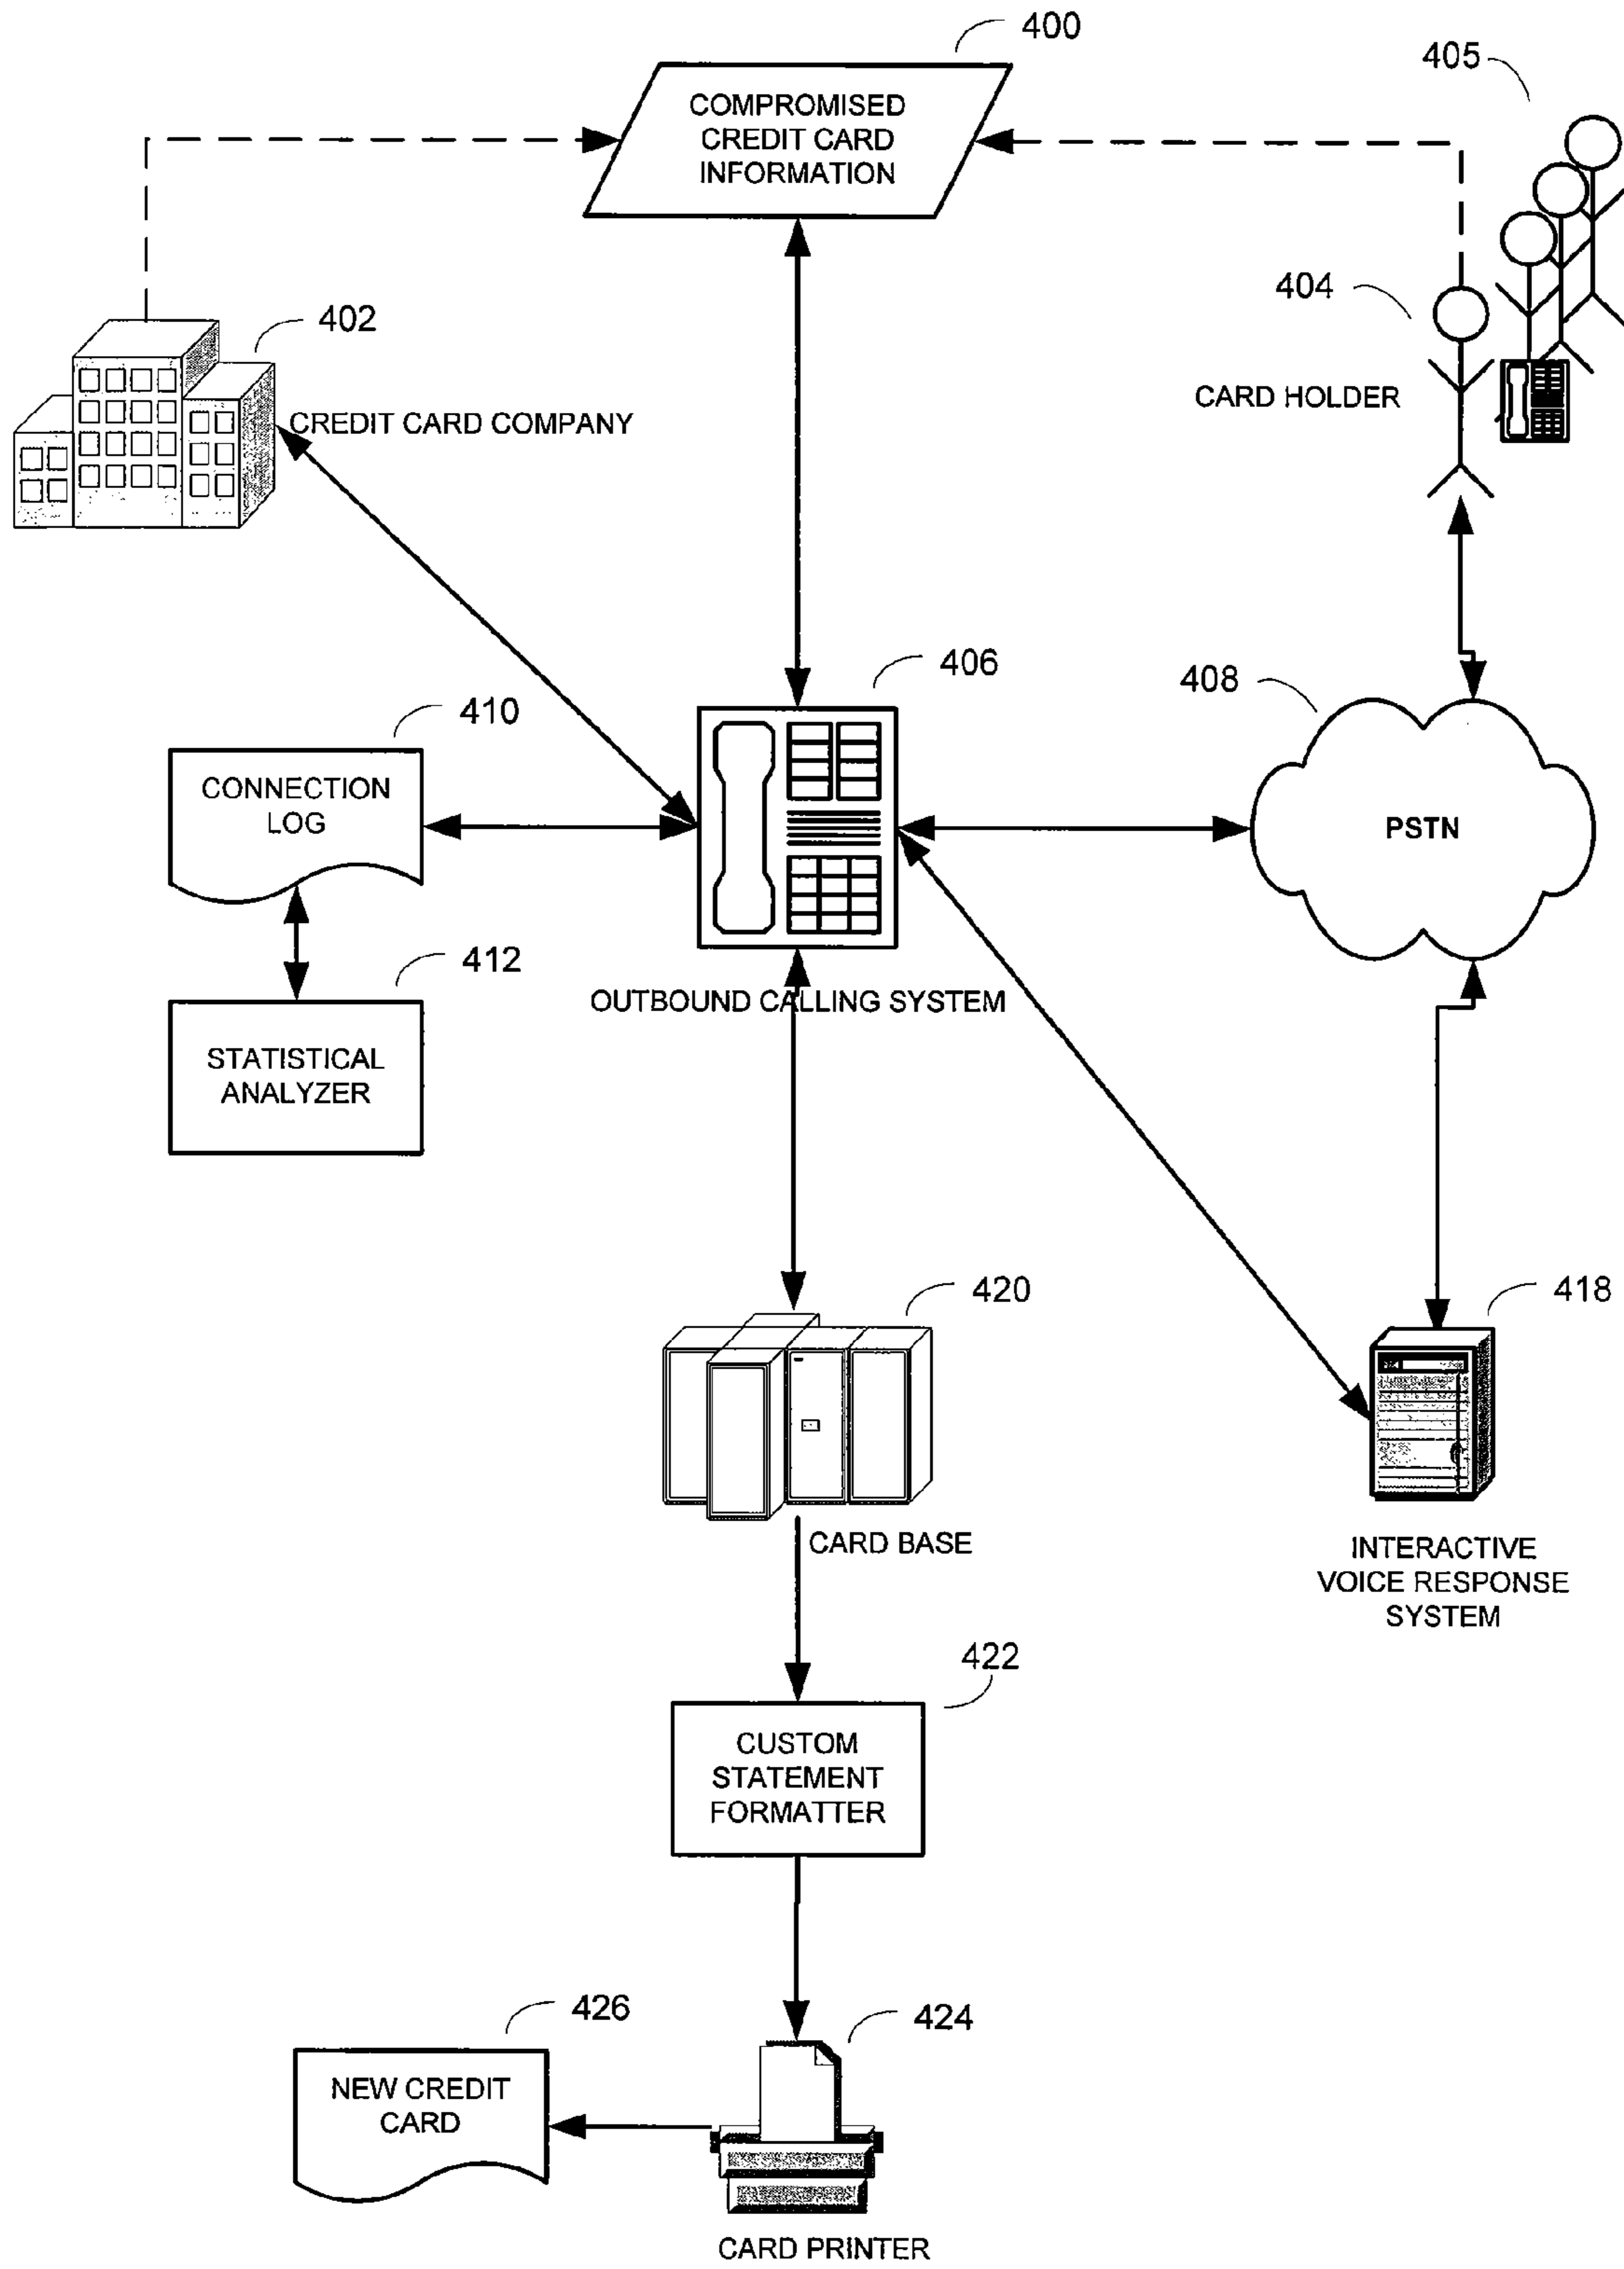 400
405
COMPROMISED
CREDIT CARD
INFORMATION
404
402
CARD HOLDER
CREDIT CARD COMPANY
406
408
410
CONNECTION
LOG
PSTN
412
OUTBOUND CALLING SYSTEM
STATISTICAL
ANALYZER
420
418
CARD BASE
INTERACTIVE
VOICE RESPONSE
SYSTEM
422
CUSTOM
STATEMENT
FORMATTER
426
424
NEW CREDIT
CARD
CARD PRINTER